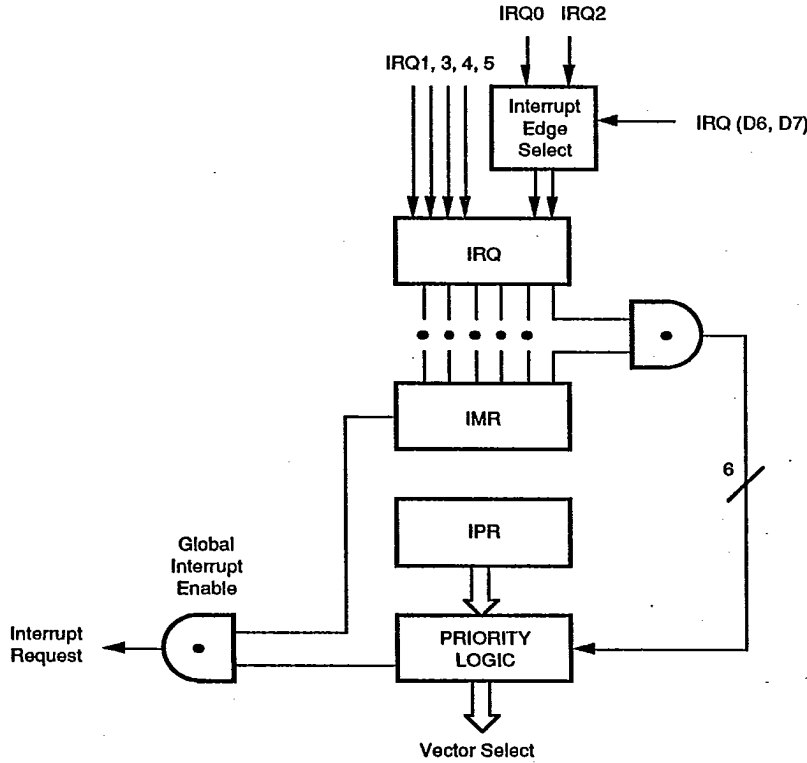 IRQ0 IRQ2
IRQ1, 3, 4, 5
Interrupt
Edge
Select
IRQ (D6, D7)
IRQ
IMR
6
IPR
Global
Interrupt
Enable
Interrupt
Request
PRIORITY
LOGIC
Vector Select